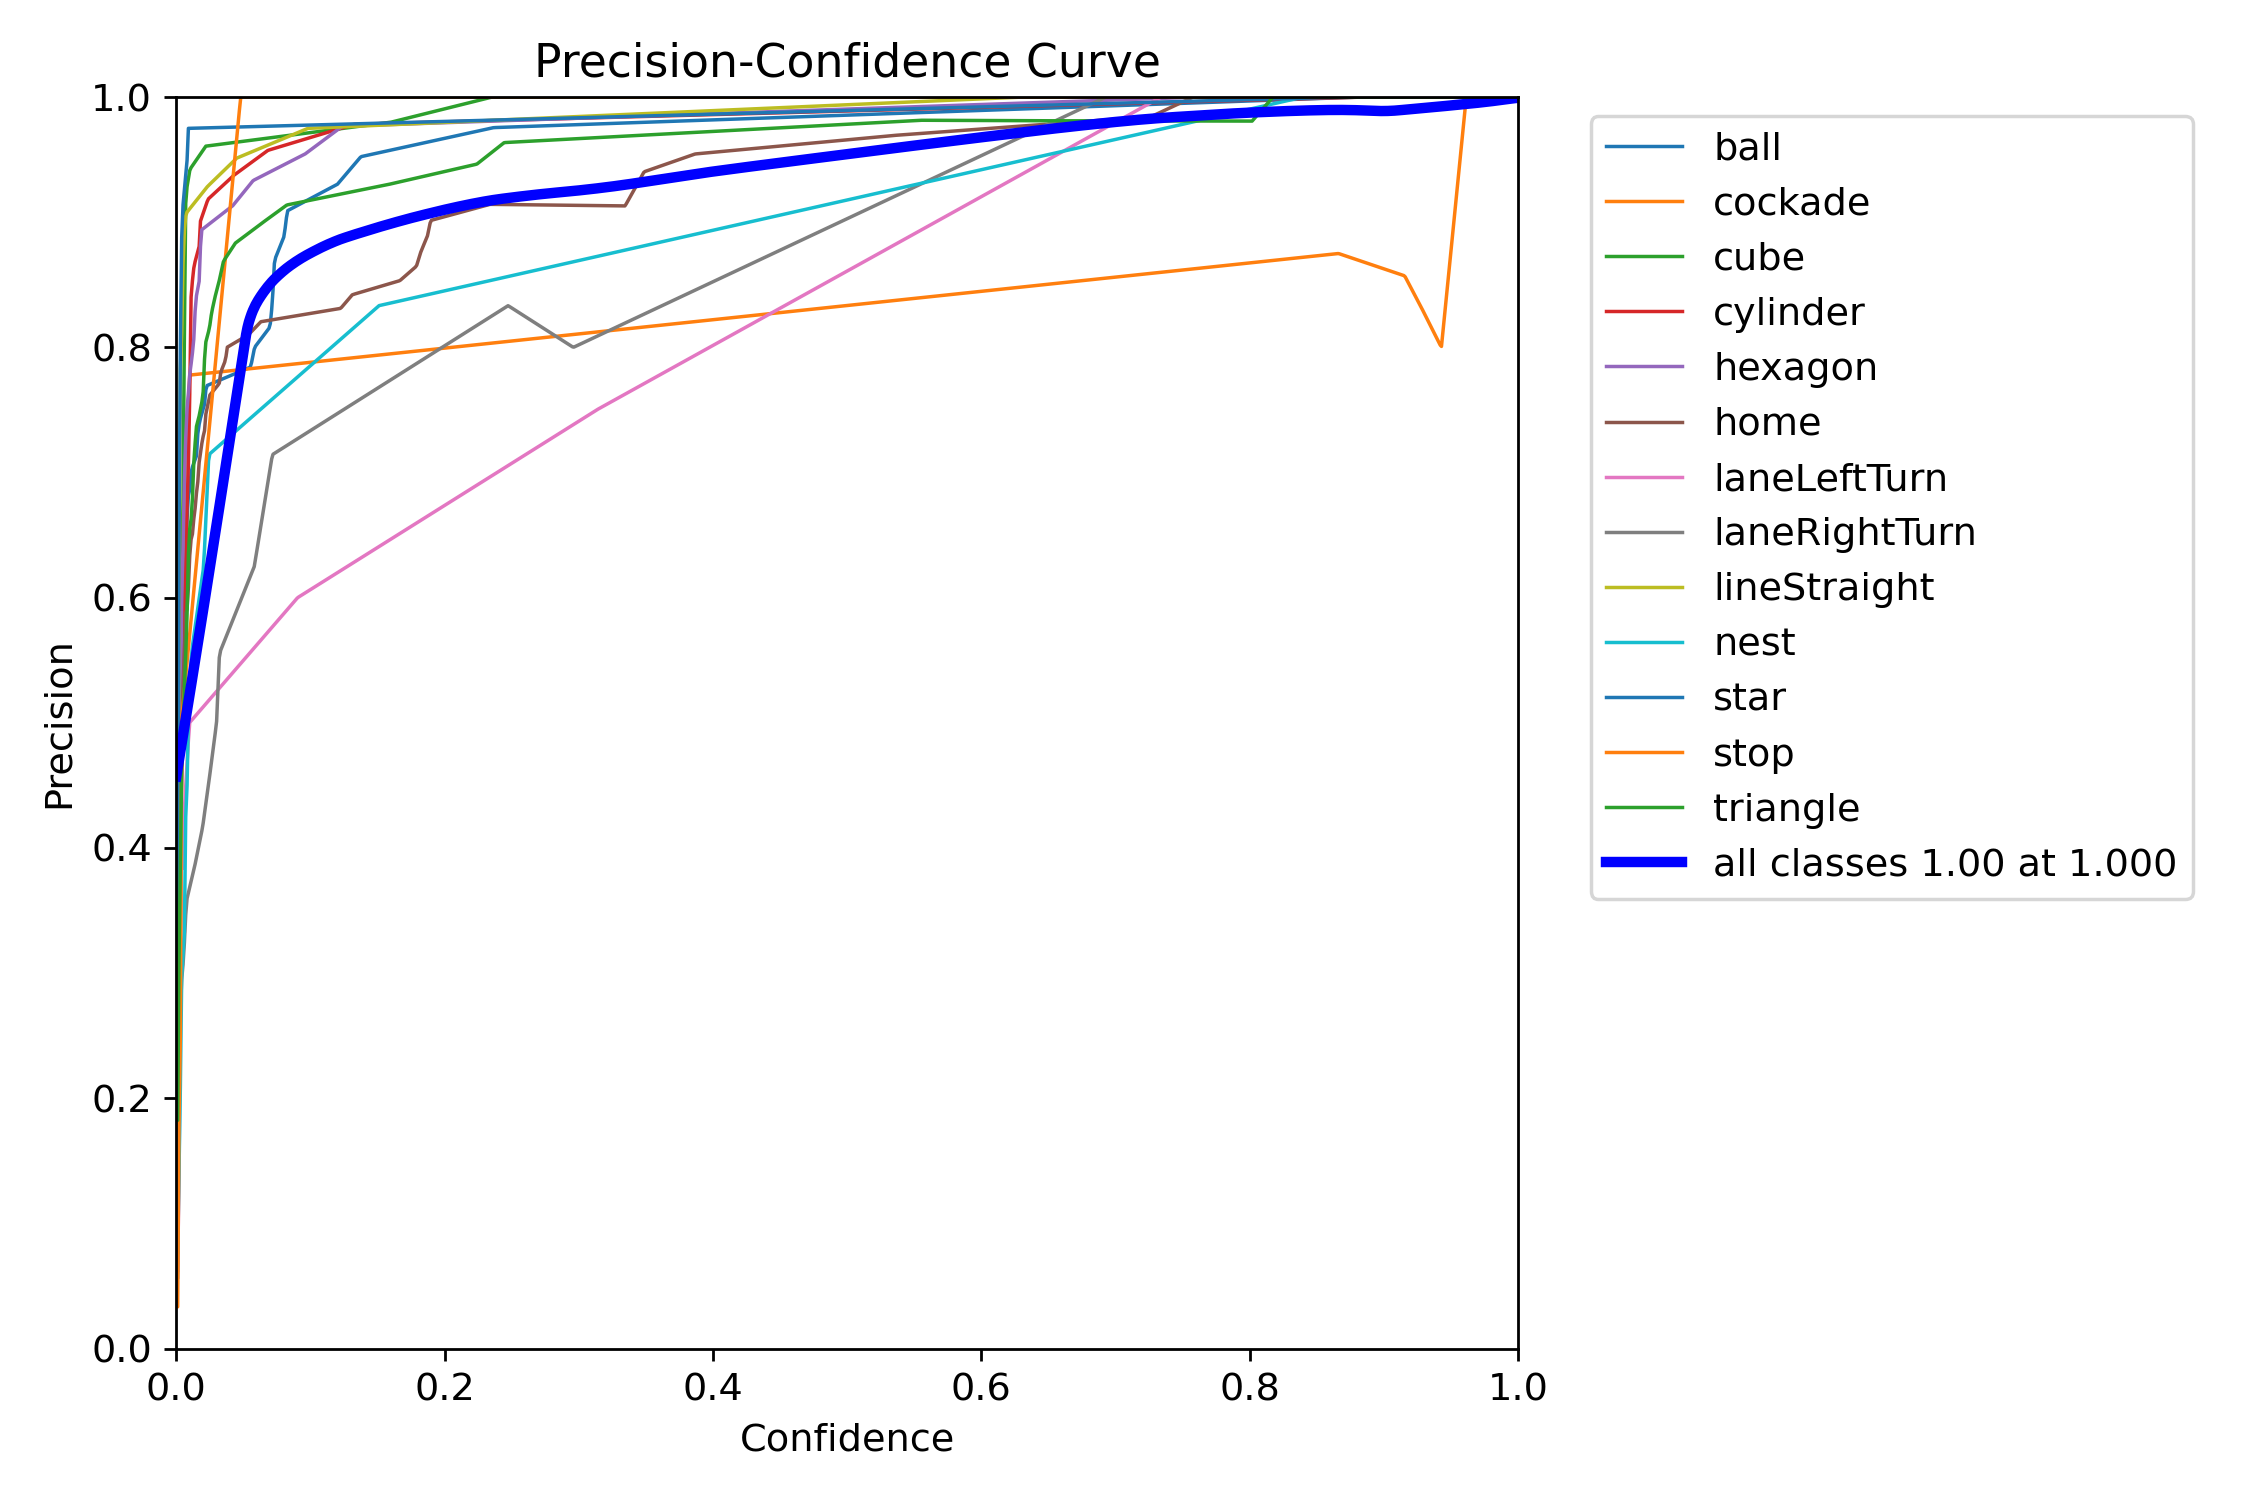 Precision-Confidence Curve
1.0
0.8
0.6
0.4
0.2
0.0
Precision
0.0 0.2 0.4 0.6 0.8 1.0
Confidence
ball
cockade
cube
cylinder
hexagon
home
laneLeftTurn
laneRightTurn
lineStraight
nest
star
stop
triangle
all classes 1.00 at 1.000